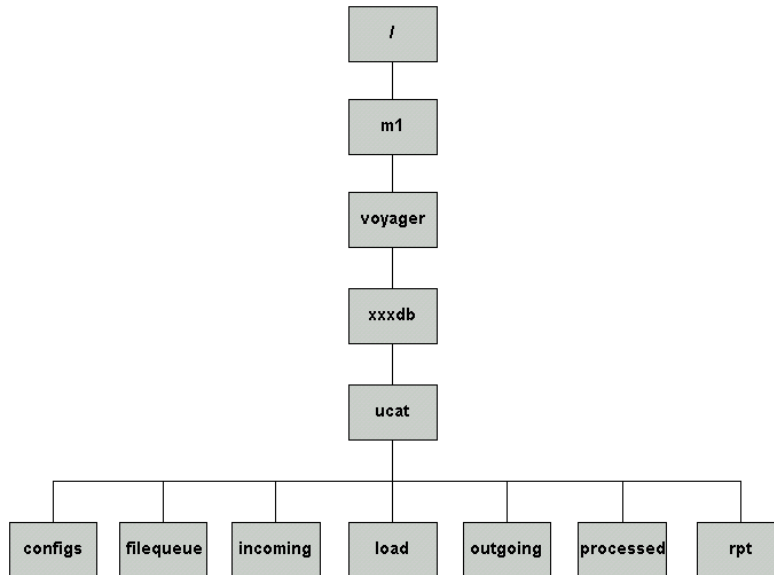 /
m1
voyager
xxxdb
ucat
configs filequeue incoming load outgoing processed rpt